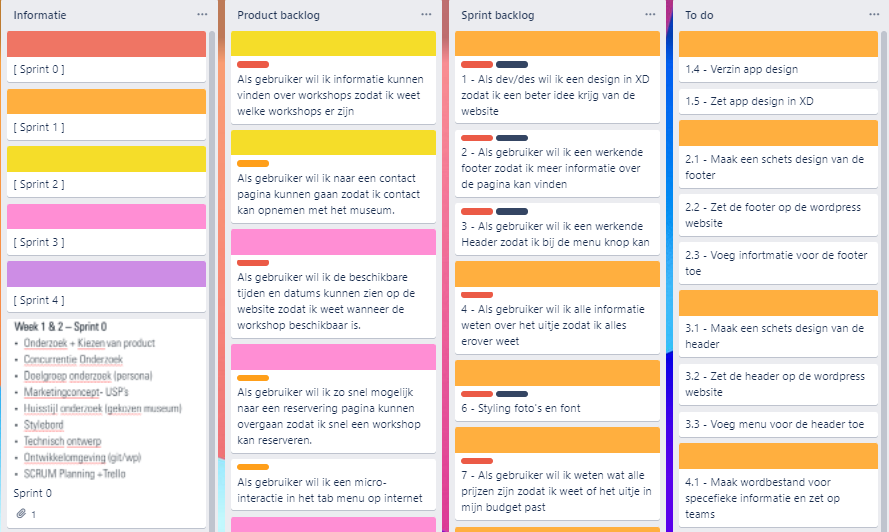 Informatie
[ Sprint 0 ]
[ Sprint 1 ]
[ Sprint 2 ]
[ Sprint 3 ]
[ Sprint 4 ]
Week 1 & 2 – Sprint 0
• Onderzoek + Kiezen van product
• Concurrentie Onderzoek
• Doelgroep onderzoek (persona)
• Marketingconcept- USP's
• Huisstijl onderzoek (gekozen museum)
• Stylebord
• Technisch ontwerp
• Ontwikkelomgeving (git/wp)
• SCRUM Planning +Trello
Sprint 0
1
Product backlog
Als gebruiker wil ik informatie kunnen
vinden over workshops zodat ik weet
welke workshops er zijn
Als gebruiker wil ik naar een contact
pagina kunnen gaan zodat ik contact
kan opnemen met het museum.
Als gebruiker wil ik de beschikbare
tijden en datums kunnen zien op de
website zodat ik weet wanneer de
workshop beschikbaar is.
Als gebruiker wil ik zo snel mogelijk
naar een reservering pagina kunnen
overgaan zodat ik snel een workshop
kan reserveren.
Als gebruiker wil ik een micro-
interactie in het tab menu op internet
Sprint backlog
1 - Als dev/des wil ik een design in XD
zodat ik een beter idee krijg van de
website
2 - Als gebruiker wil ik een werkende
footer zodat ik meer informatie over
de pagina kan vinden
3 - Als gebruiker wil ik een werkende
Header zodat ik bij de menu knop kan
4 - Als gebruiker wil ik alle informatie
weten over het uitje zodat ik alles
erover weet
6 - Styling foto's en font
7 - Als gebruiker wil ik weten wat alle
prijzen zijn zodat ik weet of het uitje in
mijn budget past
To do
1.4 - Verzin app design
1.5 - Zet app design in XD
2.1 - Maak een schets design van de
footer
2.2 - Zet de footer op de wordpress
website
2.3 - Voeg infortmatie voor de footer
toe
3.1 - Maak een schets design van de
header
3.2 - Zet de header op de wordpress
website
3.3 - Voeg menu voor de header toe
4.1 - Maak wordbestand voor
specefieke informatie en zet op
teams